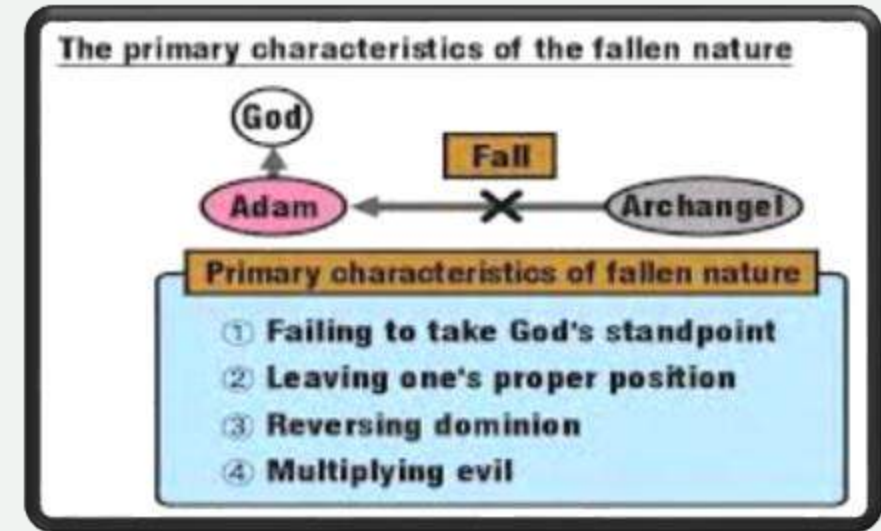 The primary characteristics of the fallen nature
God
Fall
Adam
Archangel
Primary characteristics of fallen nature
① Failing to take God's standpoint
② Leaving one's proper position
③ Reversing dominion
④ Multiplying evil